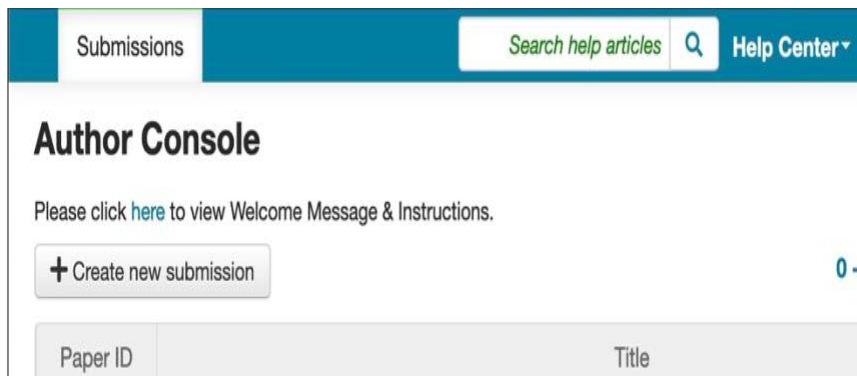 Submissions
Search help articles
Help Center
Author Console
Please click here to view Welcome Message & Instructions.
+ Create new submission
0 -
Paper ID
Title